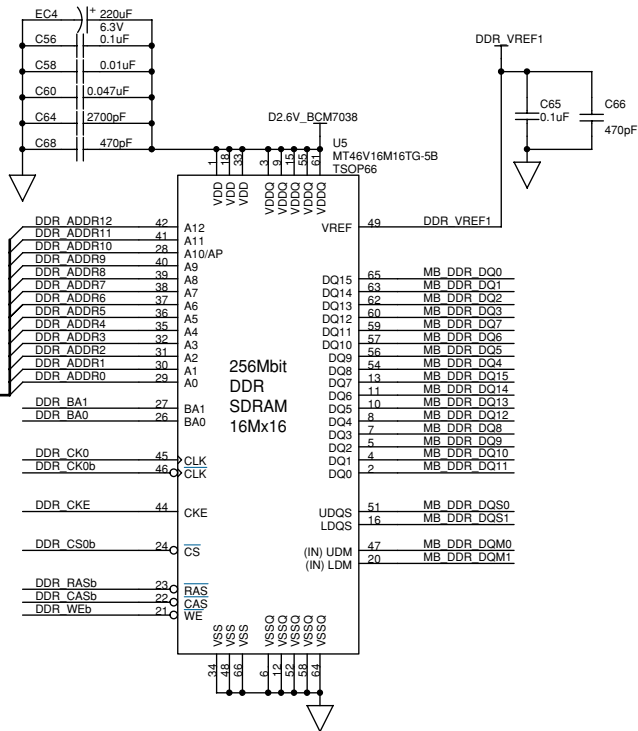 EC4 + 220uF
6.3V
C56 0.1uF
C58 0.01uF
C60 0.047uF
C64 2700pF
C68 470pF
DDR_VREF1
C65
0.1uF
C66
470pF
D2.6V_BCM7038
U5
MT46V16M16TG-5B
TSOP66
1 18 33 3 9 15 55 61
VDD VDD VDD VDDQ VDDQ VDDQ VDDQ VDDQ
VREF 49 DDR_VREF1
DDR_ADDR12 42 A12
DDR_ADDR11 41 A11
DDR_ADDR10 28 A10/AP
DDR_ADDR9 40 A9
DDR_ADDR8 39 A8
DDR_ADDR7 38 A7
DDR_ADDR6 37 A6
DDR_ADDR5 36 A5
DDR_ADDR4 35 A4
DDR_ADDR3 32 A3
DDR_ADDR2 31 A2
DDR_ADDR1 30 A1
DDR_ADDR0 29 A0
DDR_BA1 27 BA1
DDR_BA0 26 BA0
DDR_CK0 45 CLK
DDR_CK0b 46 CLK
DDR_CKE 44 CKE
DDR_CS0b 24 CS
DDR_RASb 23 RAS
DDR_CASb 22 CAS
DDR_WEb 21 WE
256Mbit
DDR
SDRAM
16Mx16
DQ15 65 MB_DDR_DQ0
DQ14 63 MB_DDR_DQ1
DQ13 62 MB_DDR_DQ2
DQ12 60 MB_DDR_DQ3
DQ11 59 MB_DDR_DQ7
DQ10 57 MB_DDR_DQ6
DQ9 56 MB_DDR_DQ5
DQ8 54 MB_DDR_DQ4
DQ7 13 MB_DDR_DQ15
DQ6 11 MB_DDR_DQ14
DQ5 10 MB_DDR_DQ13
DQ4 8 MB_DDR_DQ12
DQ3 7 MB_DDR_DQ8
DQ2 5 MB_DDR_DQ9
DQ1 4 MB_DDR_DQ10
DQ0 2 MB_DDR_DQ11
UDQS 51 MB_DDR_DQS0
LDQS 16 MB_DDR_DQS1
(IN) UDM 47 MB_DDR_DQM0
(IN) LDM 20 MB_DDR_DQM1
VSS VSS VSS VSSQ VSSQ VSSQ VSSQ VSSQ
34 48 66 6 12 52 58 64